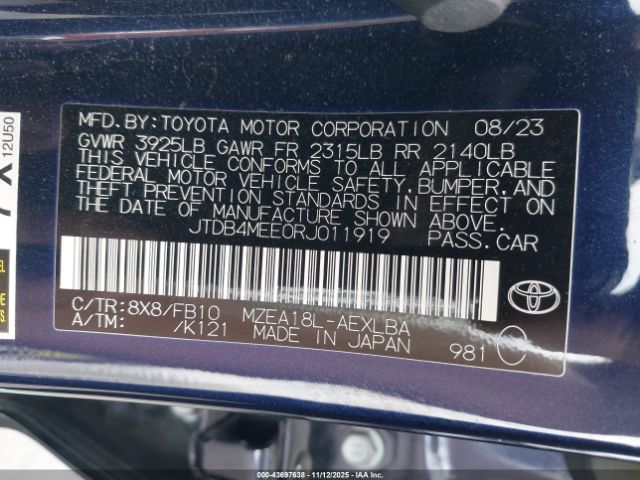 MFD.BY:TOYOTA MOTOR CORPORATION 08/23
GVWR 3925LB GAWR FR 2315LB RR 2140LB
THIS VEHICLE CONFORMS TO ALL APPLICABLE
FEDERAL MOTOR VEHICLE SAFETY,BUMPER,AND
THEFT PREVENTION STANDARDS IN EFFECT ON
THE DATE OF MANUFACTURE SHOWN ABOVE.
JTDB4MEE0RJ011919 PASS.CAR
C/TR:8X8/FB10 MZEA18L-AEXLBA
A/TM: /K121 MADE IN JAPAN 981 C
12U50
IAAI: 43697638 | 11/12/2025 | IAA, Inc.